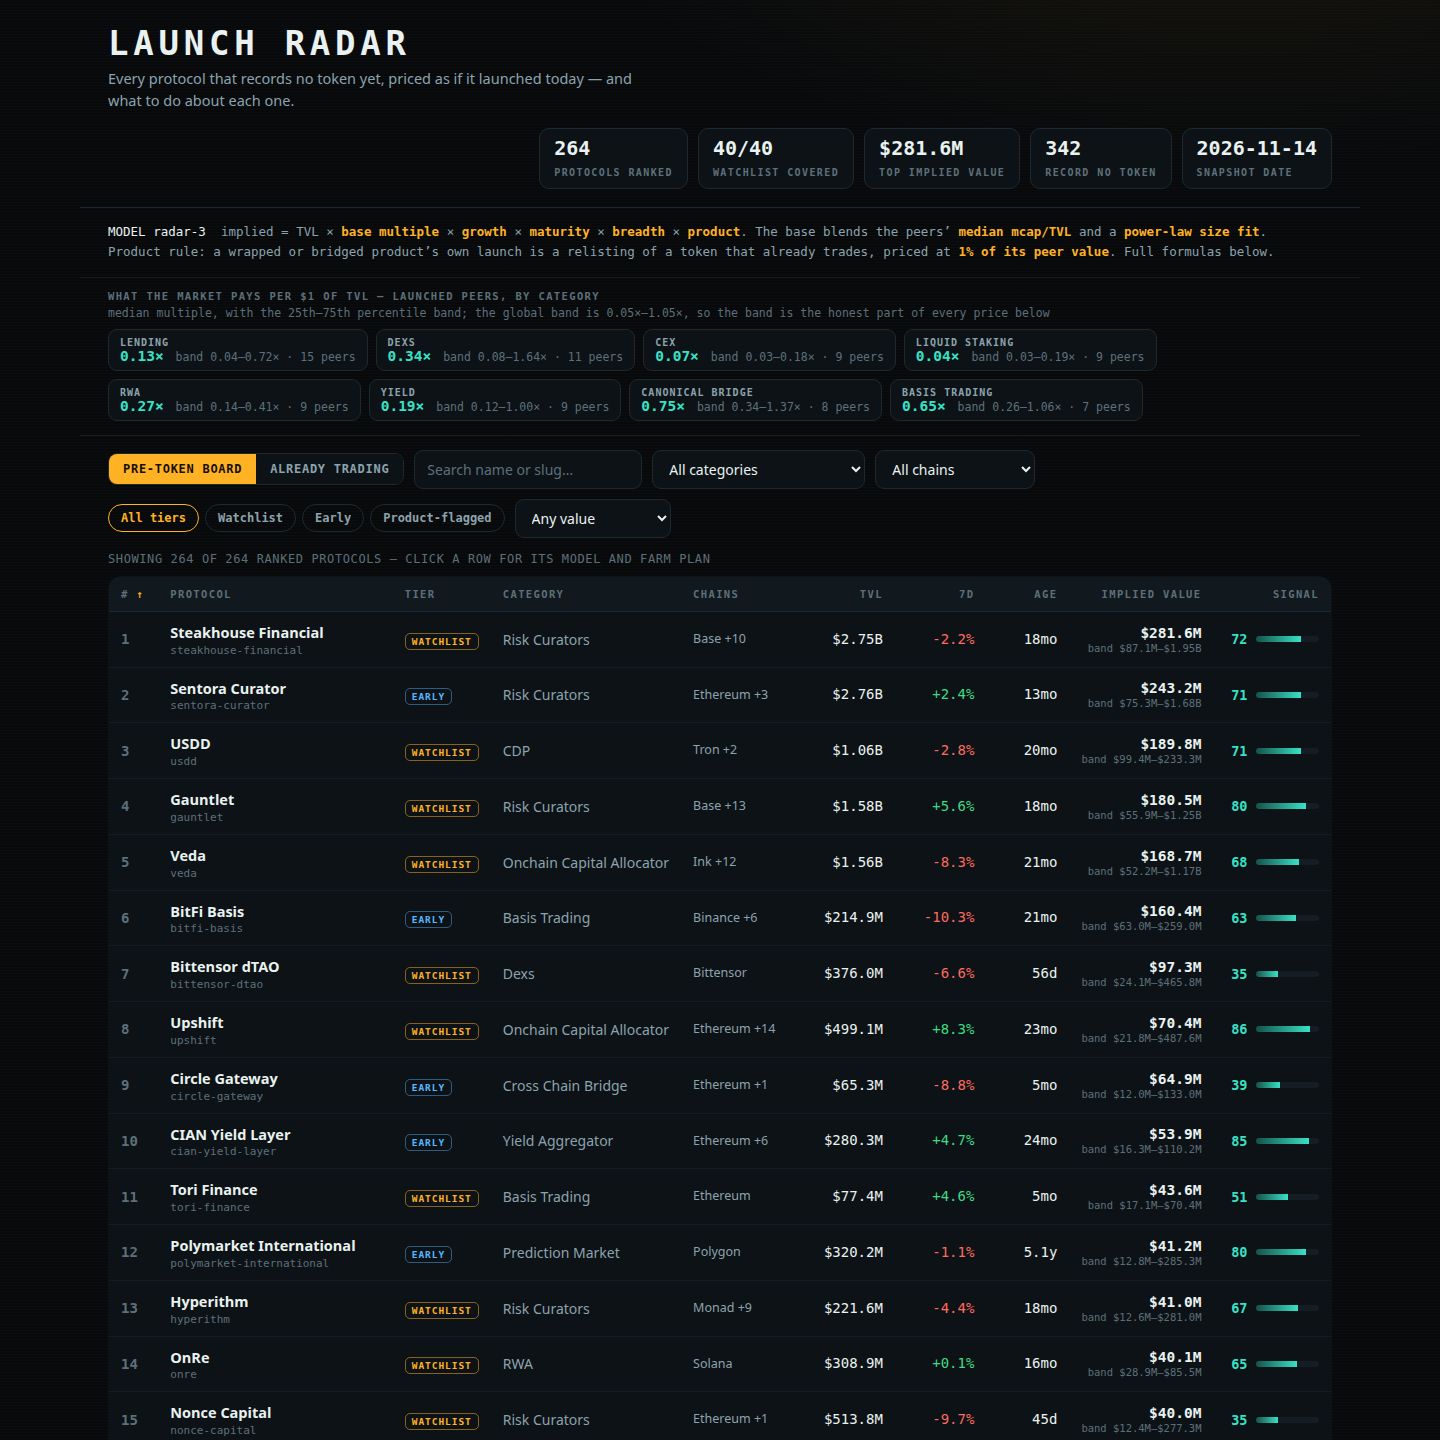 LAUNCH RADAR
Every protocol that records no token yet, priced as if it launched today — and
what to do about each one.
264 40/40 $281.6M 342 2026-11-14
PROTOCOLS RANKED WATCHLIST COVERED TOP IMPLIED VALUE RECORD NO TOKEN SNAPSHOT DATE
MODEL radar-3 implied = TVL × base multiple × growth × maturity × breadth × product. The base blends the peers’ median mcap/TVL and a power-law size fit.
Product rule: a wrapped or bridged product’s own launch is a relisting of a token that already trades, priced at 1% of its peer value. Full formulas below.
WHAT THE MARKET PAYS PER $1 OF TVL — LAUNCHED PEERS, BY CATEGORY
median multiple, with the 25th–75th percentile band; the global band is 0.05×–1.05×, so the band is the honest part of every price below
LENDING DEXS CEX LIQUID STAKING
0.13× band 0.04–0.72× · 15 peers 0.34× band 0.08–1.64× · 11 peers 0.07× band 0.03–0.18× · 9 peers 0.04× band 0.03–0.19× · 9 peers
RWA YIELD CANONICAL BRIDGE BASIS TRADING
0.27× band 0.14–0.41× · 9 peers 0.19× band 0.12–1.00× · 9 peers 0.75× band 0.34–1.37× · 8 peers 0.65× band 0.26–1.06× · 7 peers
PRE-TOKEN BOARD ALREADY TRADING Search name or slug… All categories All chains
All tiers Watchlist Early Product-flagged Any value
SHOWING 264 OF 264 RANKED PROTOCOLS — CLICK A ROW FOR ITS MODEL AND FARM PLAN
# ↑ PROTOCOL TIER CATEGORY CHAINS TVL 7D AGE IMPLIED VALUE SIGNAL
1 Steakhouse Financial WATCHLIST Risk Curators Base +10 $2.75B -2.2% 18mo $281.6M 72
steakhouse-financial band $87.1M–$1.95B
2 Sentora Curator EARLY Risk Curators Ethereum +3 $2.76B +2.4% 13mo $243.2M 71
sentora-curator band $75.3M–$1.68B
3 USDD WATCHLIST CDP Tron +2 $1.06B -2.8% 20mo $189.8M 71
usdd band $99.4M–$233.3M
4 Gauntlet WATCHLIST Risk Curators Base +13 $1.58B +5.6% 18mo $180.5M 80
gauntlet band $55.9M–$1.25B
5 Veda WATCHLIST Onchain Capital Allocator Ink +12 $1.56B -8.3% 21mo $168.7M 68
veda band $52.2M–$1.17B
6 BitFi Basis EARLY Basis Trading Binance +6 $214.9M -10.3% 21mo $160.4M 63
bitfi-basis band $63.0M–$259.0M
7 Bittensor dTAO WATCHLIST Dexs Bittensor $376.0M -6.6% 56d $97.3M 35
bittensor-dtao band $24.1M–$465.8M
8 Upshift WATCHLIST Onchain Capital Allocator Ethereum +14 $499.1M +8.3% 23mo $70.4M 86
upshift band $21.8M–$487.6M
9 Circle Gateway EARLY Cross Chain Bridge Ethereum +1 $65.3M -8.8% 5mo $64.9M 39
circle-gateway band $12.0M–$133.0M
10 CIAN Yield Layer EARLY Yield Aggregator Ethereum +6 $280.3M +4.7% 24mo $53.9M 85
cian-yield-layer band $16.3M–$110.2M
11 Tori Finance WATCHLIST Basis Trading Ethereum $77.4M +4.6% 5mo $43.6M 51
tori-finance band $17.1M–$70.4M
12 Polymarket International EARLY Prediction Market Polygon $320.2M -1.1% 5.1y $41.2M 80
polymarket-international band $12.8M–$285.3M
13 Hyperithm WATCHLIST Risk Curators Monad +9 $221.6M -4.4% 18mo $41.0M 67
hyperithm band $12.6M–$281.0M
14 OnRe WATCHLIST RWA Solana $308.9M +0.1% 16mo $40.1M 65
onre band $28.9M–$85.5M
15 Nonce Capital WATCHLIST Risk Curators Ethereum +1 $513.8M -9.7% 45d $40.0M 35
nonce-capital band $12.4M–$277.3M